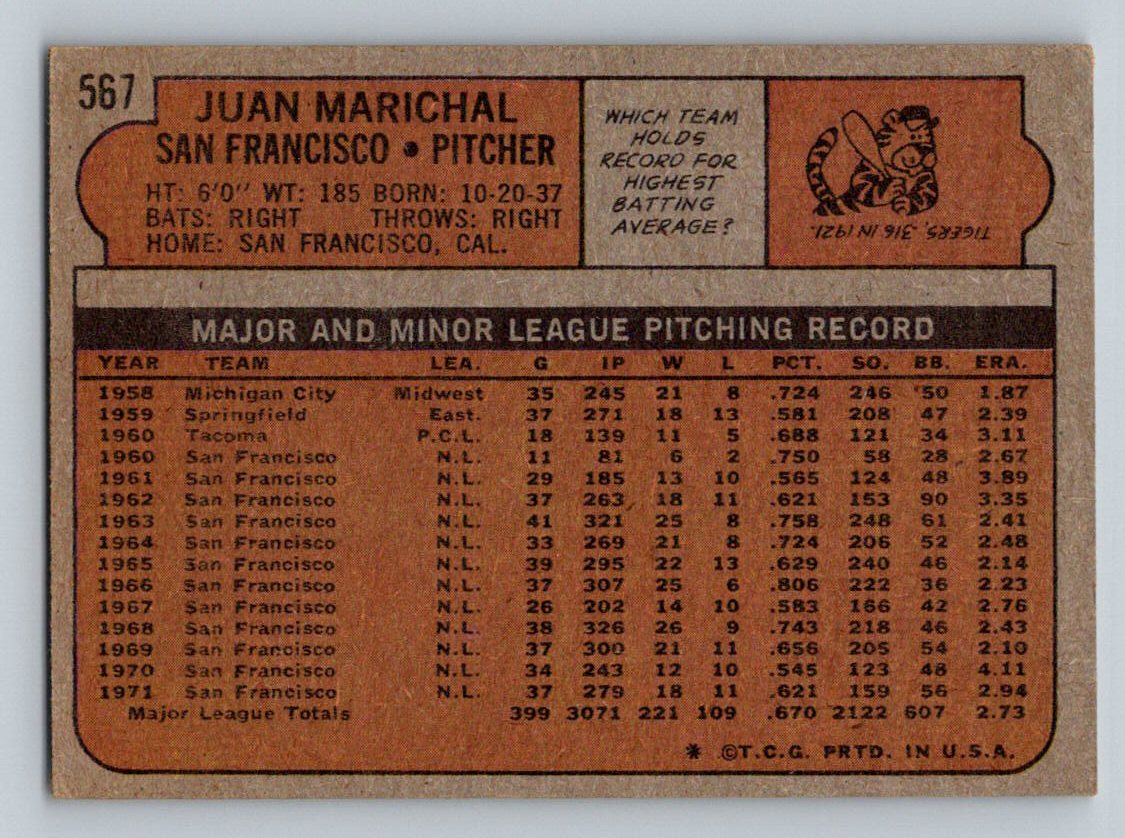 567
JUAN MARICHAL
SAN FRANCISCO • PITCHER
HT: 6'0" WT: 185 BORN: 10-20-37
BATS: RIGHT THROWS: RIGHT
HOME: SAN FRANCISCO, CAL.
WHICH TEAM
HOLDS
RECORD FOR
HIGHEST
BATTING
AVERAGE?
TIGERS, .316 IN 1921.
MAJOR AND MINOR LEAGUE PITCHING RECORD
YEAR TEAM LEA. G IP W L PCT. SO. BB. ERA.
1958 Michigan City Midwest 35 245 21 8 .724 246 50 1.87
1959 Springfield East. 37 271 18 13 .581 208 47 2.39
1960 Tacoma P.C.L. 18 139 11 5 .688 121 34 3.11
1960 San Francisco N.L. 11 81 6 2 .750 58 28 2.67
1961 San Francisco N.L. 29 185 13 10 .565 124 48 3.89
1962 San Francisco N.L. 37 263 18 11 .621 153 90 3.35
1963 San Francisco N.L. 41 321 25 8 .758 248 61 2.41
1964 San Francisco N.L. 33 269 21 8 .724 206 52 2.48
1965 San Francisco N.L. 39 295 22 13 .629 240 46 2.14
1966 San Francisco N.L. 37 307 25 6 .806 222 36 2.23
1967 San Francisco N.L. 26 202 14 10 .583 166 42 2.76
1968 San Francisco N.L. 38 326 26 9 .743 218 46 2.43
1969 San Francisco N.L. 37 300 21 11 .656 205 54 2.10
1970 San Francisco N.L. 34 243 12 10 .545 123 48 4.11
1971 San Francisco N.L. 37 279 18 11 .621 159 56 2.94
Major League Totals 399 3071 221 109 .670 2122 607 2.73
* ©T.C.G. PRTD. IN U.S.A.